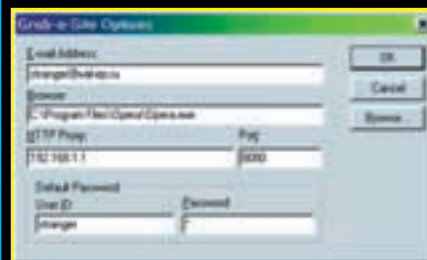 Grab-a-Site Options
E-mail Address:
OK
Browser
Cancel
C:\Program Files\Opera\Opera.exe
Browse...
HTTP Proxy: Port:
192.168.1.1 8080
Default Password
User ID: Password
stranger